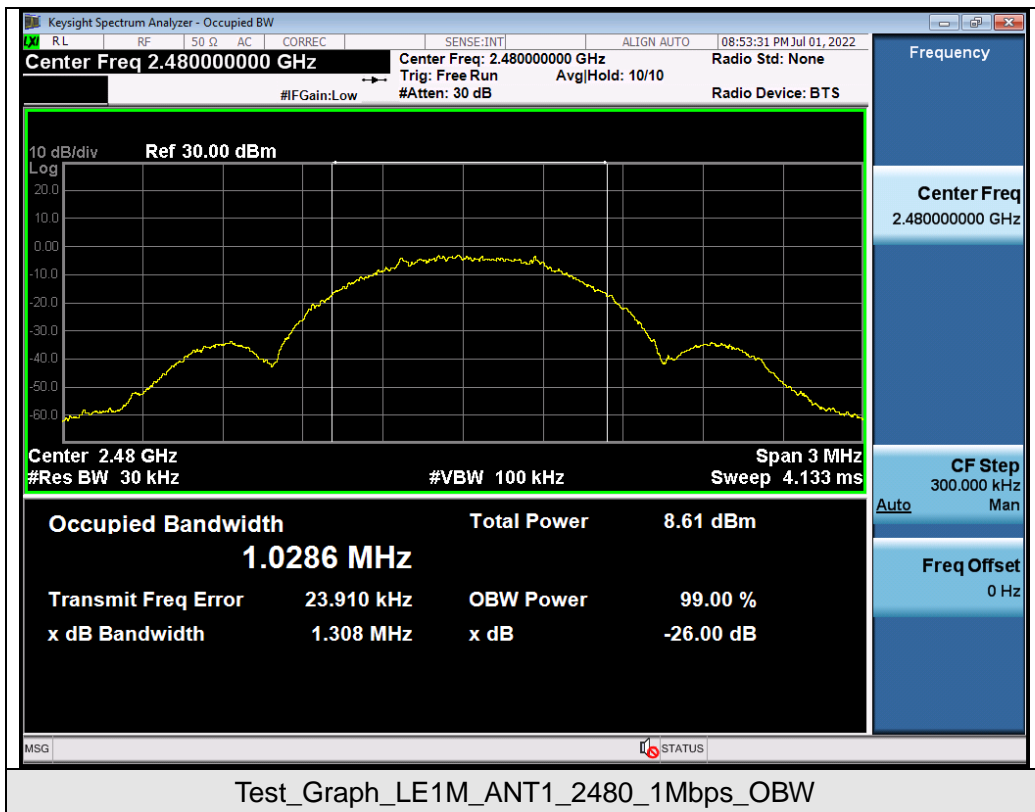 Keysight Spectrum Analyzer - Occupied BW
LXI RL RF 50 Ω AC CORREC SENSE:INT ALIGN AUTO 08:53:31 PM Jul 01, 2022
Center Freq 2.480000000 GHz
#IFGain:Low
Center Freq: 2.480000000 GHz
Trig: Free Run Avg|Hold: 10/10
#Atten: 30 dB
Radio Std: None
Radio Device: BTS
10 dB/div Ref 30.00 dBm
Log
20.0
10.0
0.00
-10.0
-20.0
-30.0
-40.0
-50.0
-60.0
Center 2.48 GHz Span 3 MHz
#Res BW 30 kHz #VBW 100 kHz Sweep 4.133 ms
Occupied Bandwidth Total Power 8.61 dBm
1.0286 MHz
Transmit Freq Error 23.910 kHz OBW Power 99.00 %
x dB Bandwidth 1.308 MHz x dB -26.00 dB
Frequency
Center Freq
2.480000000 GHz
CF Step
300.000 kHz
Auto Man
Freq Offset
0 Hz
MSG STATUS
Test_Graph_LE1M_ANT1_2480_1Mbps_OBW